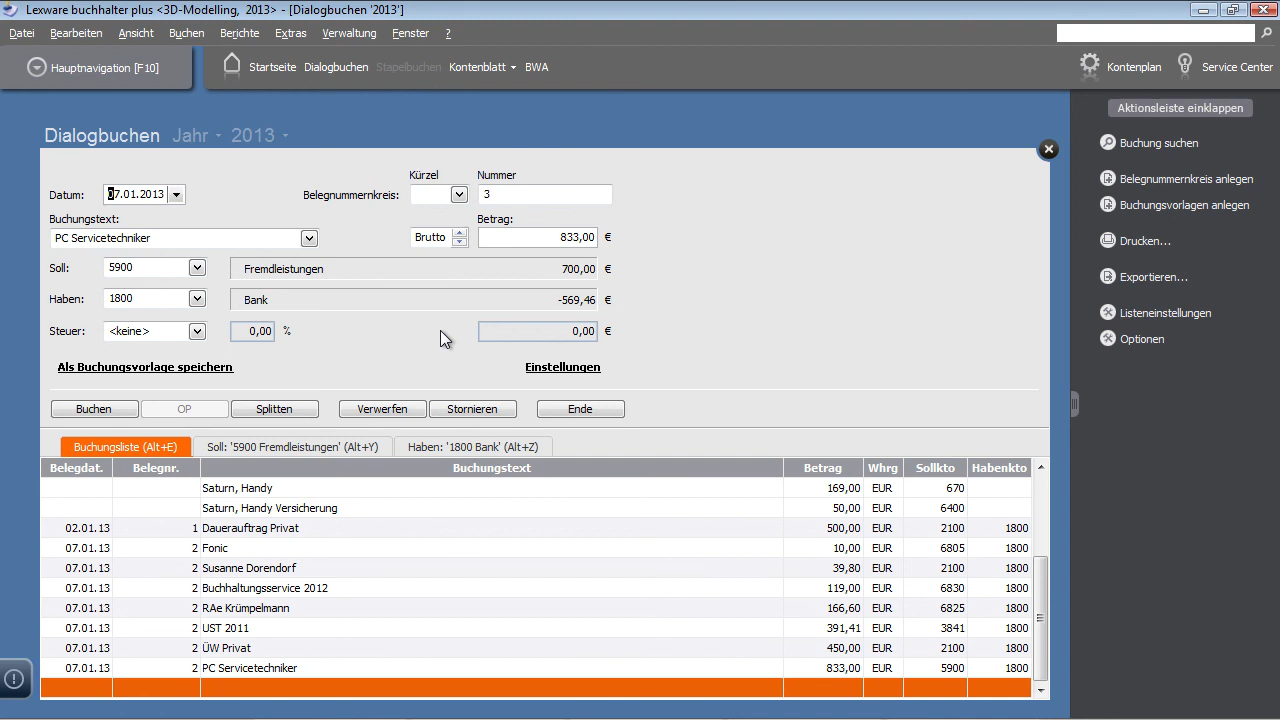 Lexware buchhalter plus <3D-Modelling, 2013> - [Dialogbuchen '2013']
Datei Bearbeiten Ansicht Buchen Berichte Extras Verwaltung Fenster ?
Hauptnavigation [F10] Startseite Dialogbuchen Stapelbuchen Kontenblatt BWA Kontenplan Service Center
Aktionsleiste einklappen
Buchung suchen
Belegnummernkreis anlegen
Buchungsvorlagen anlegen
Drucken...
Exportieren...
Listeneinstellungen
Optionen
Dialogbuchen Jahr 2013
Kürzel Nummer
Datum: 07.01.2013 Belegnummernkreis: 3
Buchungstext: Betrag:
PC Servicetechniker Brutto 833,00 €
Soll: 5900 Fremdleistungen 700,00 €
Haben: 1800 Bank -569,46 €
Steuer: <keine> 0,00 % 0,00 €
Als Buchungsvorlage speichern Einstellungen
Buchen OP Splitten Verwerfen Stornieren Ende
Buchungsliste (Alt+E) Soll: '5900 Fremdleistungen' (Alt+Y) Haben: '1800 Bank' (Alt+Z)
Belegdat. Belegnr. Buchungstext Betrag Whrg Sollkto Habenkto
Saturn, Handy 169,00 EUR 670
Saturn, Handy Versicherung 50,00 EUR 6400
02.01.13 1 Dauerauftrag Privat 500,00 EUR 2100 1800
07.01.13 2 Fonic 10,00 EUR 6805 1800
07.01.13 2 Susanne Dorendorf 39,80 EUR 2100 1800
07.01.13 2 Buchhaltungsservice 2012 119,00 EUR 6830 1800
07.01.13 2 RAe Krümpelmann 166,60 EUR 6825 1800
07.01.13 2 UST 2011 391,41 EUR 3841 1800
07.01.13 2 ÜW Privat 450,00 EUR 2100 1800
07.01.13 2 PC Servicetechniker 833,00 EUR 5900 1800